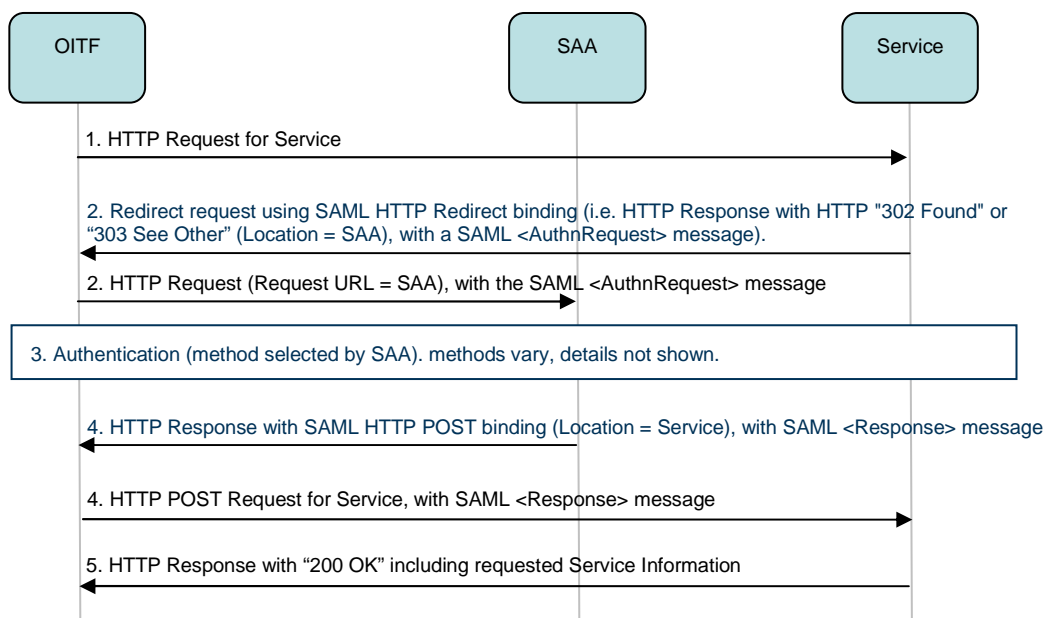 OITF
SAA
Service
1. HTTP Request for Service
2. Redirect request using SAML HTTP Redirect binding (i.e. HTTP Response with HTTP "302 Found" or
“303 See Other” (Location = SAA), with a SAML <AuthnRequest> message).
2. HTTP Request (Request URL = SAA), with the SAML <AuthnRequest> message
3. Authentication (method selected by SAA). methods vary, details not shown.
4. HTTP Response with SAML HTTP POST binding (Location = Service), with SAML <Response> message
4. HTTP POST Request for Service, with SAML <Response> message
5. HTTP Response with “200 OK” including requested Service Information